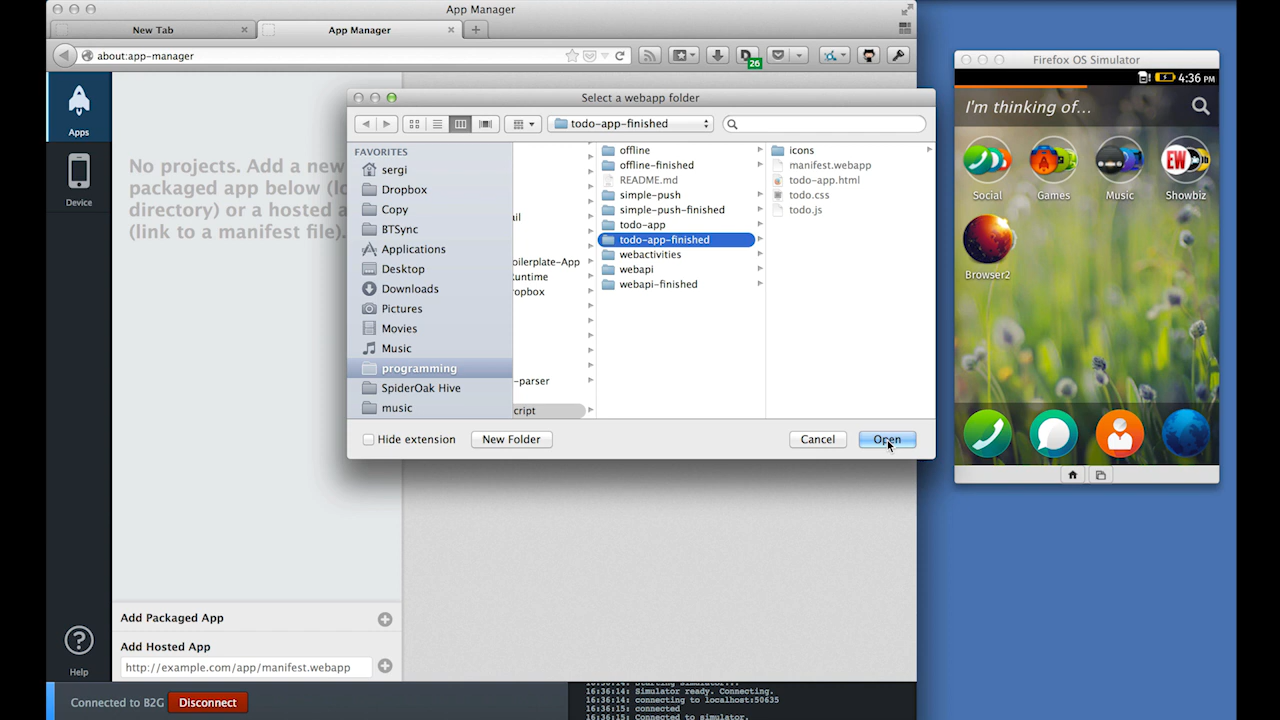 App Manager
New Tab
App Manager
about:app-manager
26
Apps
Device
No projects. Add a new
packaged app below (lo
directory) or a hosted a
(link to a manifest file).
Add Packaged App
Add Hosted App
http://example.com/app/manifest.webapp
Help
Connected to B2G
Disconnect
Select a webapp folder
todo-app-finished
FAVORITES
sergi
Dropbox
Copy
BTSync
Applications
Desktop
Downloads
Pictures
Movies
Music
programming
SpiderOak Hive
music
oilerplate-App
-parser
cript
offline
offline-finished
README.md
simple-push
simple-push-finished
todo-app
todo-app-finished
webactivities
webapi
webapi-finished
icons
manifest.webapp
todo-app.html
todo.css
todo.js
Hide extension
New Folder
Cancel
Open
16:36:14: Simulator ready. Connecting.
16:36:14: connecting to localhost:50635
16:36:15: connected
16:36:15: Connected to simulator.
Firefox OS Simulator
4:36 PM
I'm thinking of...
Social
Games
Music
EW
Showbiz
Browser2